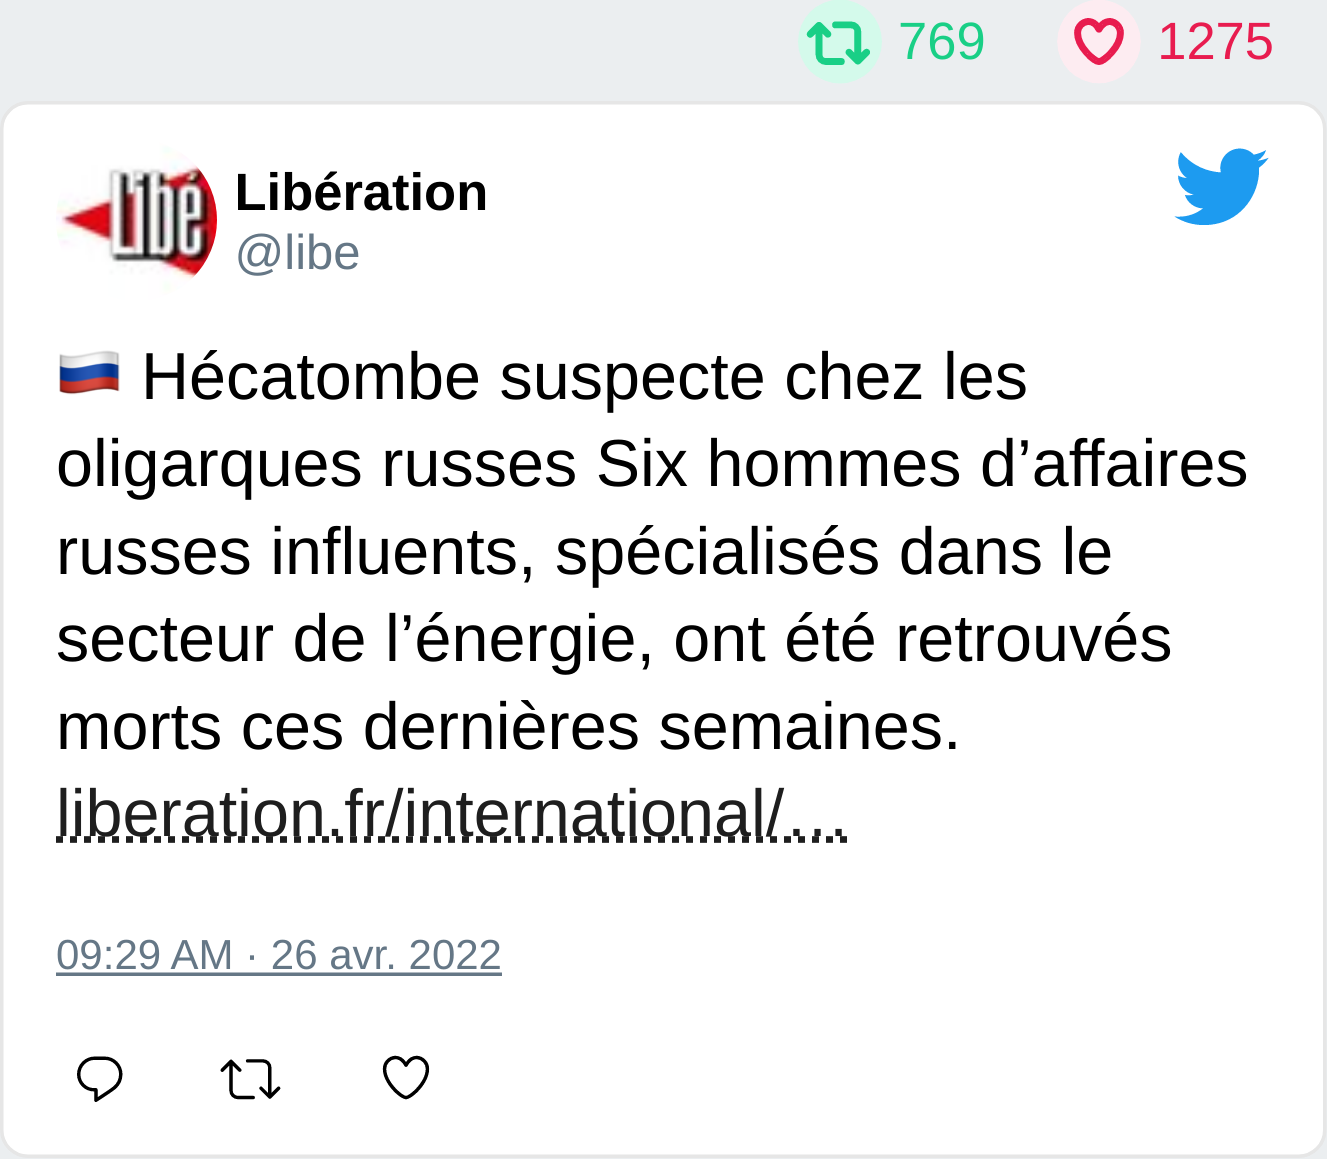 769 1275
Libé
Libération
@libe
🇷🇺 Hécatombe suspecte chez les
oligarques russes Six hommes d’affaires
russes influents, spécialisés dans le
secteur de l’énergie, ont été retrouvés
morts ces dernières semaines.
liberation.fr/international/…
09:29 AM · 26 avr. 2022